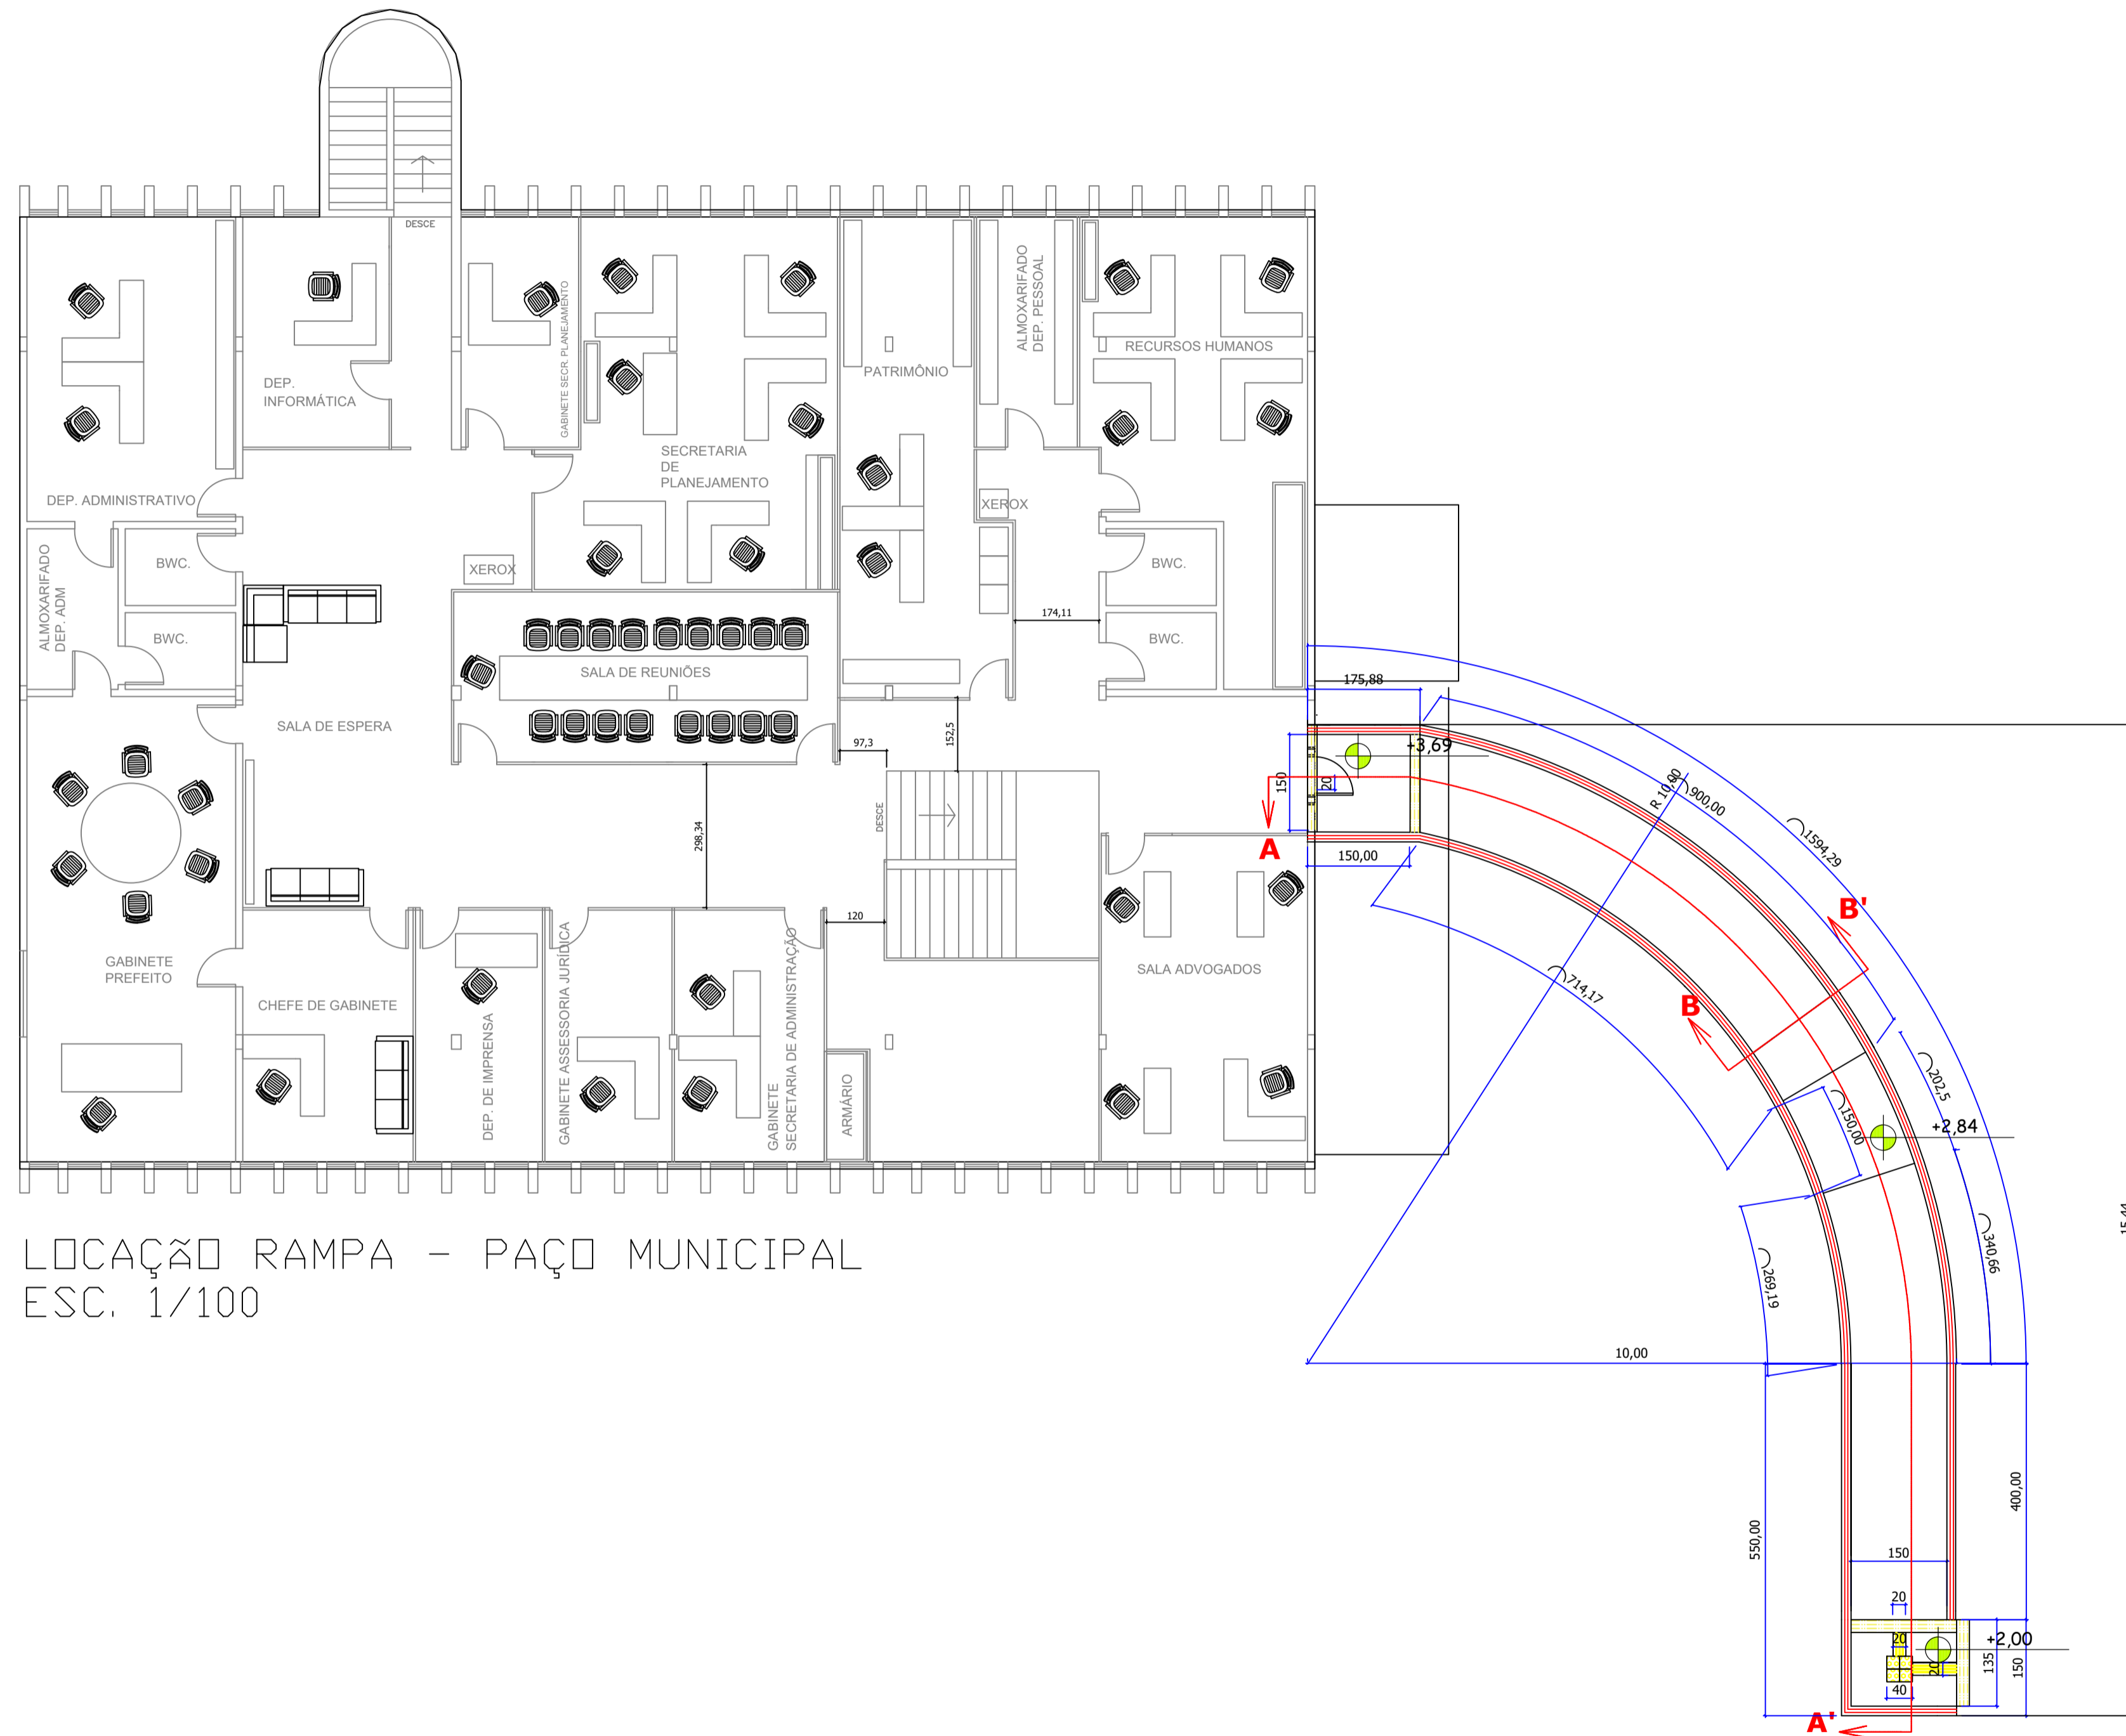 DESCE
GABINETE SECR. PLANEJAMENTO
ALMOXARIFADO
DEP. PESSOAL
RECURSOS HUMANOS
PATRIMÔNIO
DEP.
INFORMÁTICA
SECRETARIA
DE
PLANEJAMENTO
DEP. ADMINISTRATIVO
XEROX
ALMOXARIFADO
DEP. ADM
BWC.
XEROX
BWC.
174,11
BWC.
BWC.
SALA DE REUNIÕES
175,88
SALA DE ESPERA
152,5
97,3
+3,69
150
20
R 10,80
900,00
1594,29
DESCE
298,34
A
150,00
120
B'
GABINETE
PREFEITO
SALA ADVOGADOS
714,17
B
CHEFE DE GABINETE
DEP. DE IMPRENSA
GABINETE ASSESSORIA JURÍDICA
GABINETE
SECRETARIA DE ADMINISTRAÇÃO
ARMÁRIO
202,5
150,00
+2,84
15,44
340,66
269,19
LOCAÇÃO RAMPA - PAÇO MUNICIPAL
ESC. 1/100
10,00
400,00
550,00
150
20
20
+2,00
20
135
150
40
A'